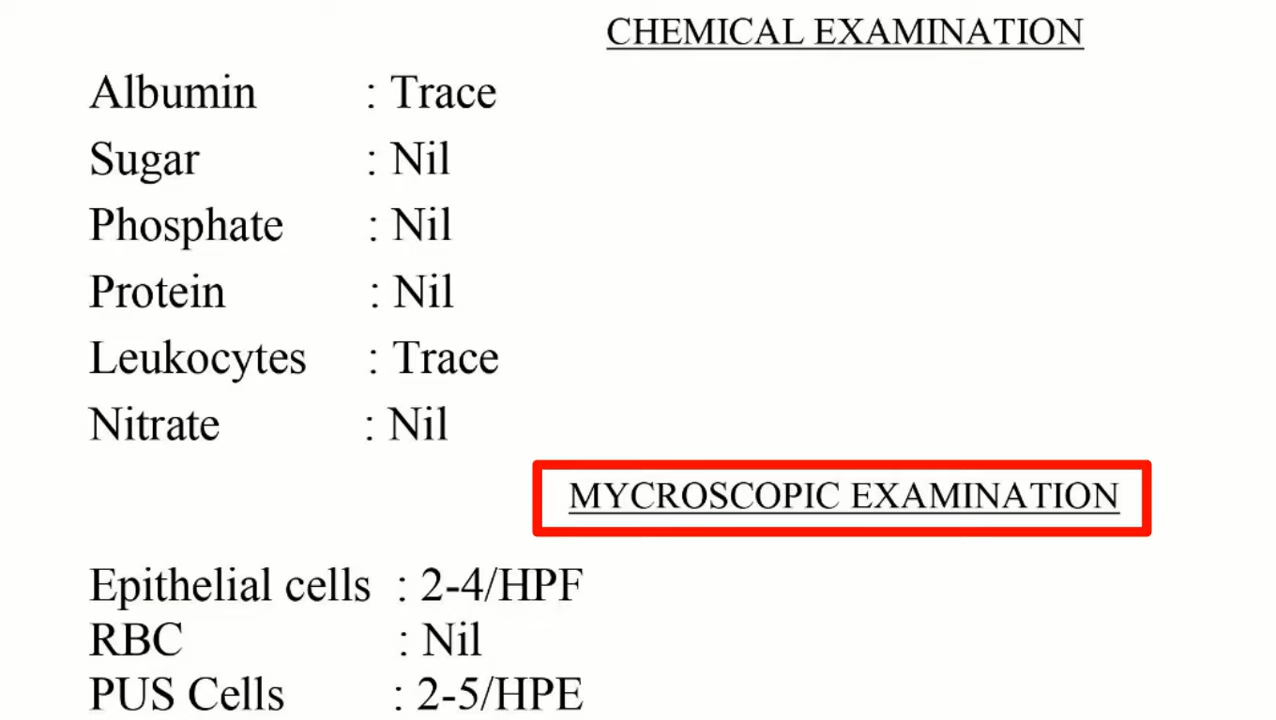 CHEMICAL EXAMINATION
Albumin : Trace
Sugar : Nil
Phosphate : Nil
Protein : Nil
Leukocytes : Trace
Nitrate : Nil
MYCROSCOPIC EXAMINATION
Epithelial cells : 2-4/HPF
RBC : Nil
PUS Cells : 2-5/HPE